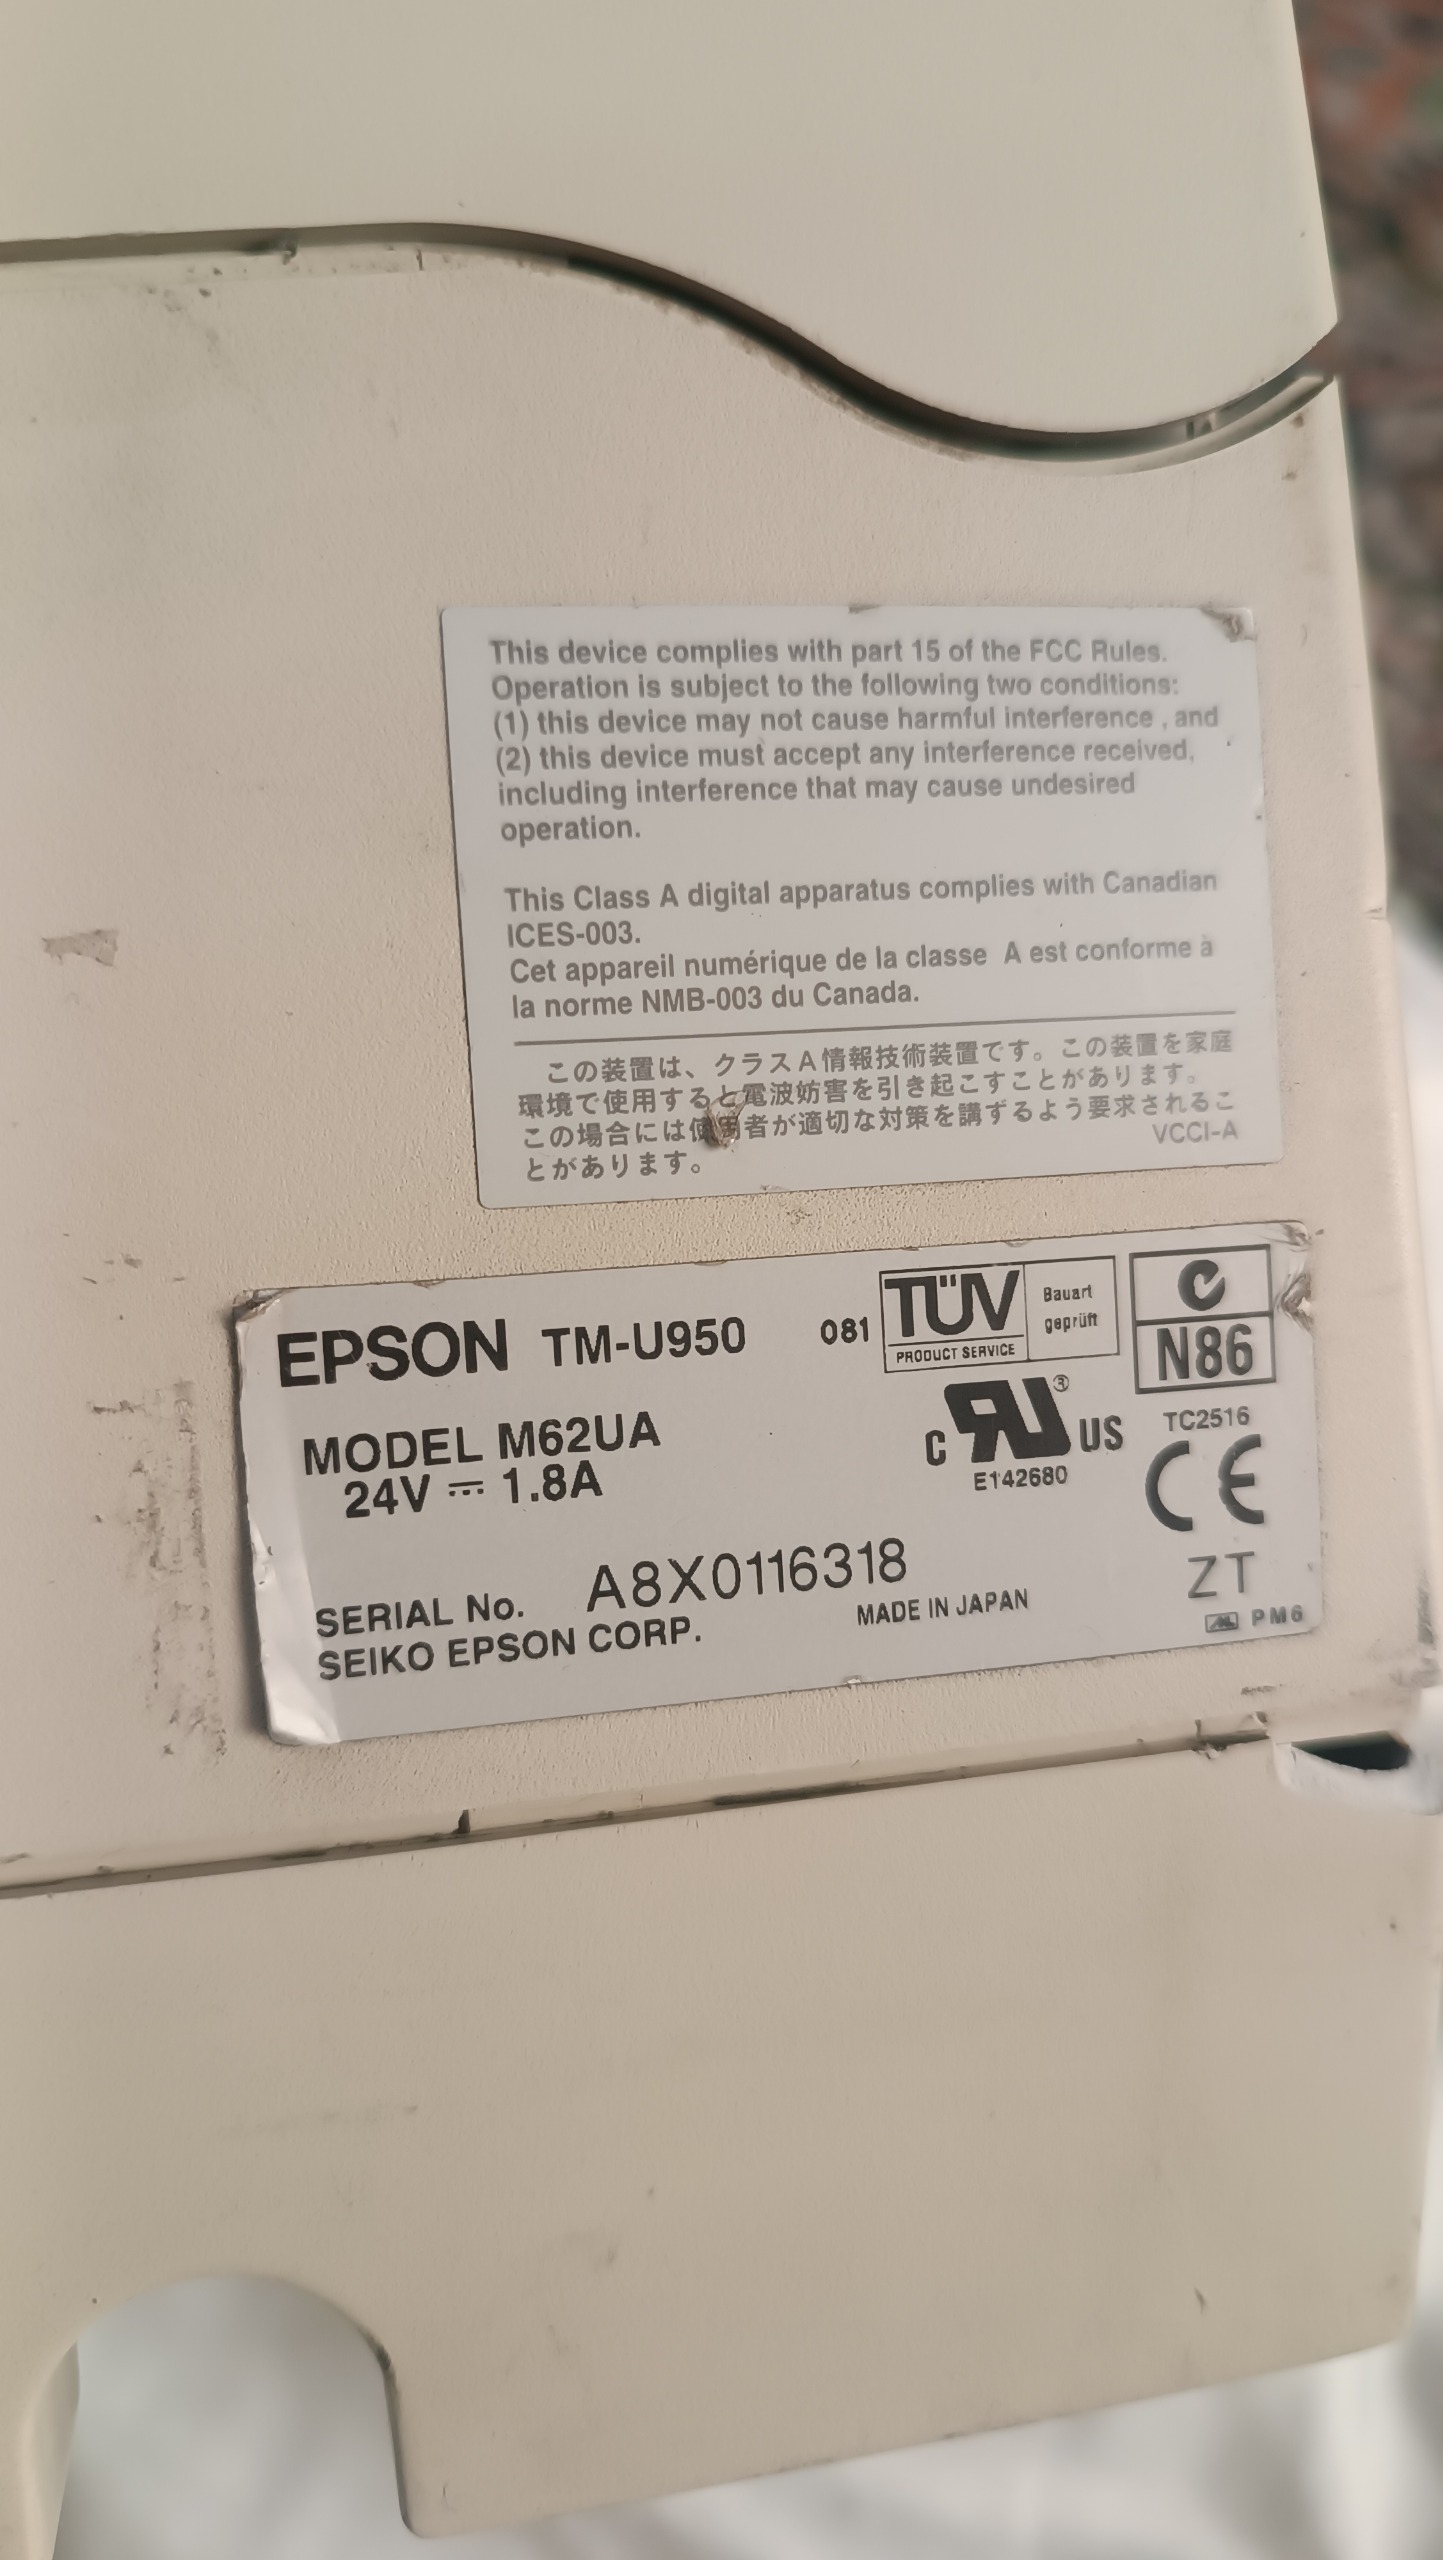 This device complies with part 15 of the FCC Rules.
Operation is subject to the following two conditions:
(1) this device may not cause harmful interference , and
(2) this device must accept any interference received,
including interference that may cause undesired
operation.
This Class A digital apparatus complies with Canadian
ICES-003.
Cet appareil numérique de la classe A est conforme à
la norme NMB-003 du Canada.
この装置は、クラスA情報技術装置です。この装置を家庭
環境で使用すると電波妨害を引き起こすことがあります。
この場合には使用者が適切な対策を講ずるよう要求されるこ
とがあります。
VCCI-A
EPSON TM-U950
081
TÜV
PRODUCT SERVICE
Bauart
geprüft
N86
MODEL M62UA
24V ⎓ 1.8A
C RU® US
E142680
TC2516
CE
SERIAL No. A8X0116318
SEIKO EPSON CORP.
MADE IN JAPAN
ZT
PM6